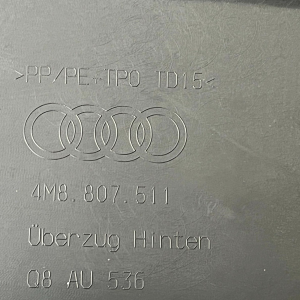 >PP/PE-TPO TD15<
4M8.807.511
Überzug Hinten
Q8 AU 536